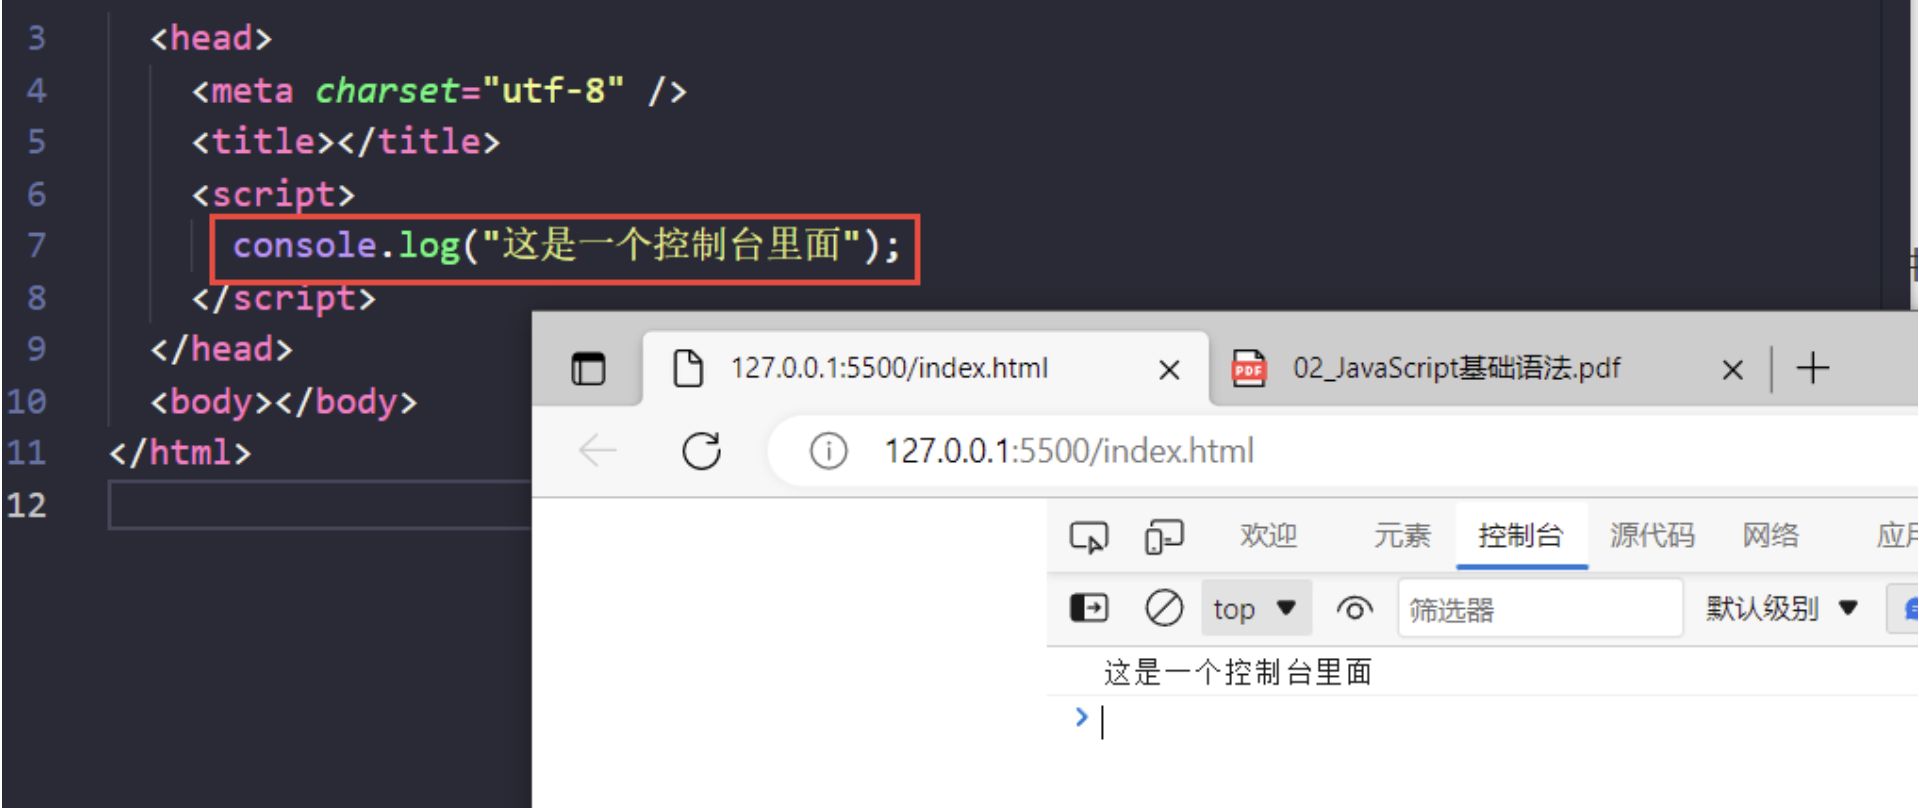 3 <head>
4 <meta charset="utf-8" />
5 <title></title>
6 <script>
7 console.log("这是一个控制台里面");
8 </script>
9 </head>
10 <body></body>
11 </html>
12
127.0.0.1:5500/index.html
PDF 02_JavaScript基础语法.pdf
127.0.0.1:5500/index.html
欢迎 元素 控制台 源代码 网络
top 筛选器 默认级别
这是一个控制台里面
>